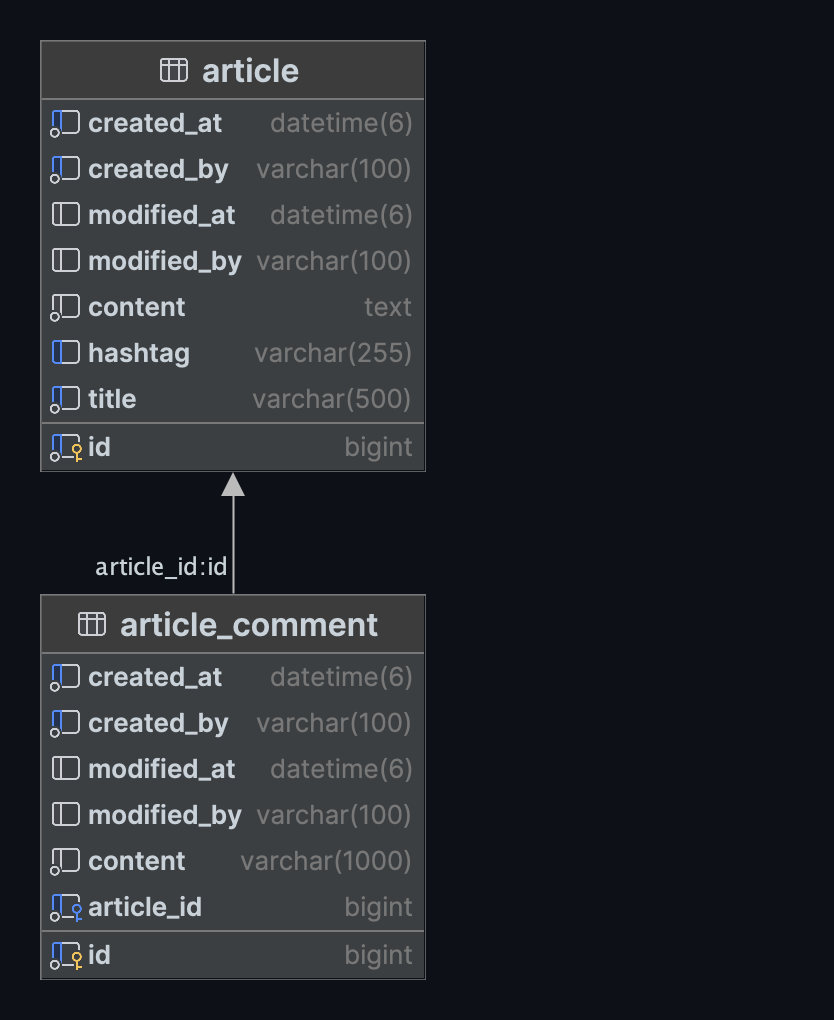 article
created_at datetime(6)
created_by varchar(100)
modified_at datetime(6)
modified_by varchar(100)
content text
hashtag varchar(255)
title varchar(500)
id bigint
article_id:id
article_comment
created_at datetime(6)
created_by varchar(100)
modified_at datetime(6)
modified_by varchar(100)
content varchar(1000)
article_id bigint
id bigint